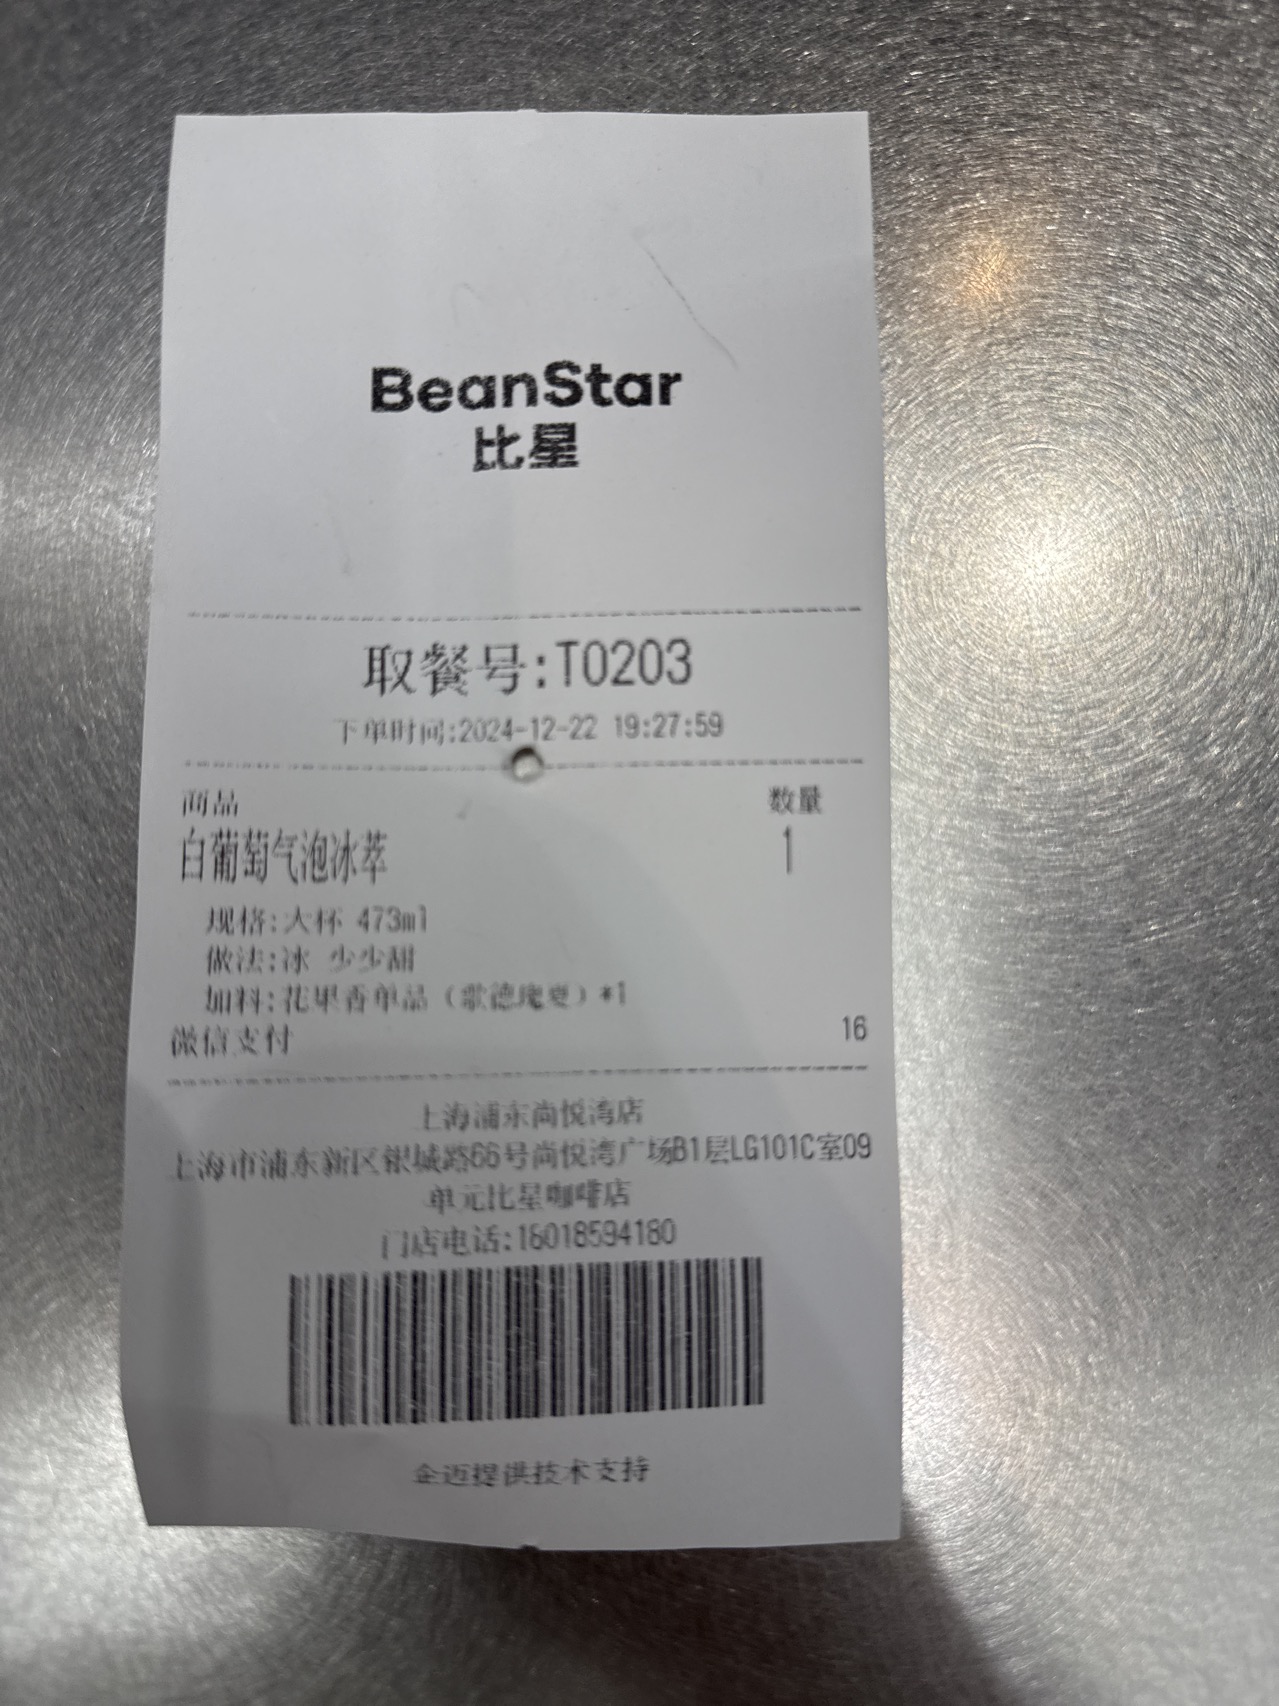 BeanStar
比星
取餐号:T0203
下单时间:2024-12-22 19:27:59
商品 数量
白葡萄气泡冰萃 1
规格:大杯 473ml
做法:冰 少少甜
加料:花果香单品（歌德瑰夏）*1
微信支付 16
上海浦东尚悦湾店
上海市浦东新区银城路66号尚悦湾广场B1层LG101C室09
单元比星咖啡店
门店电话:16018594180
企迈提供技术支持